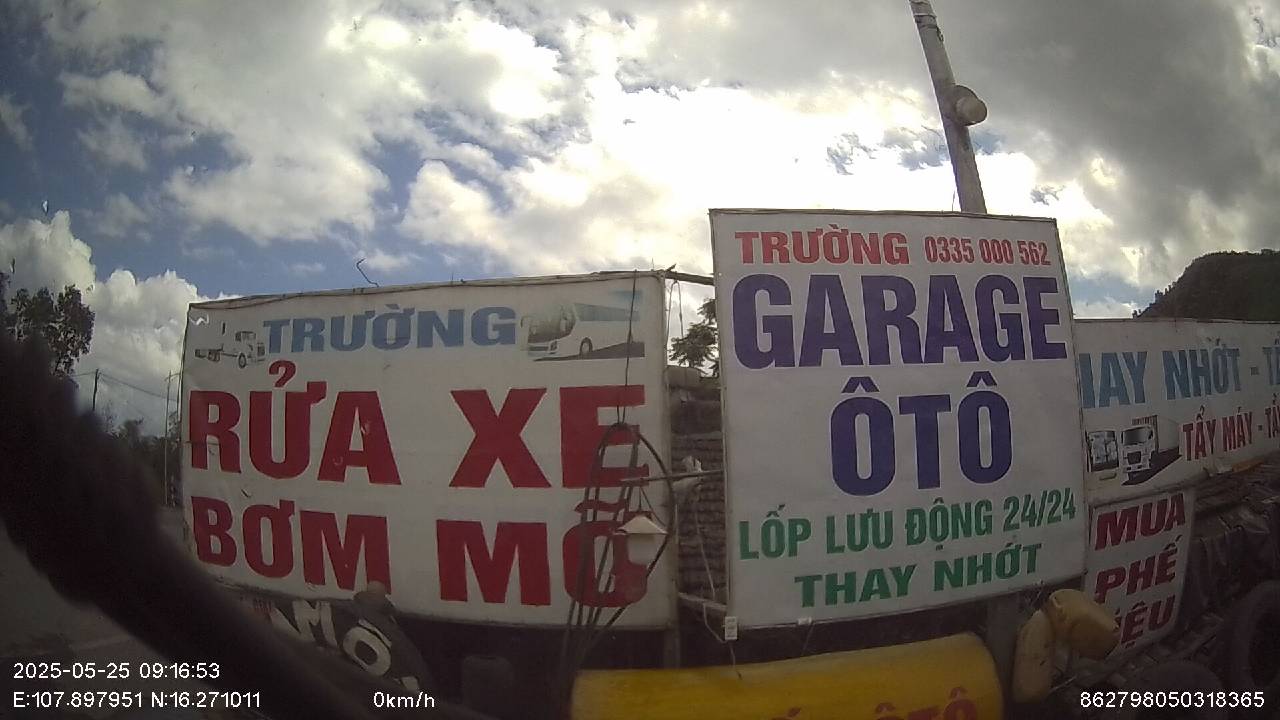 TRƯỜNG
RỬA XE
BƠM MỠ
TRƯỜNG 0335 000 562
GARAGE
ÔTÔ
LỐP LƯU ĐỘNG 24/24
THAY NHỚT
HAY NHỚT -
TẨY MÁY -
MUA
PHẾ
2025-05-25 09:16:53
E:107.897951 N:16.271011
0km/h
862798050318365